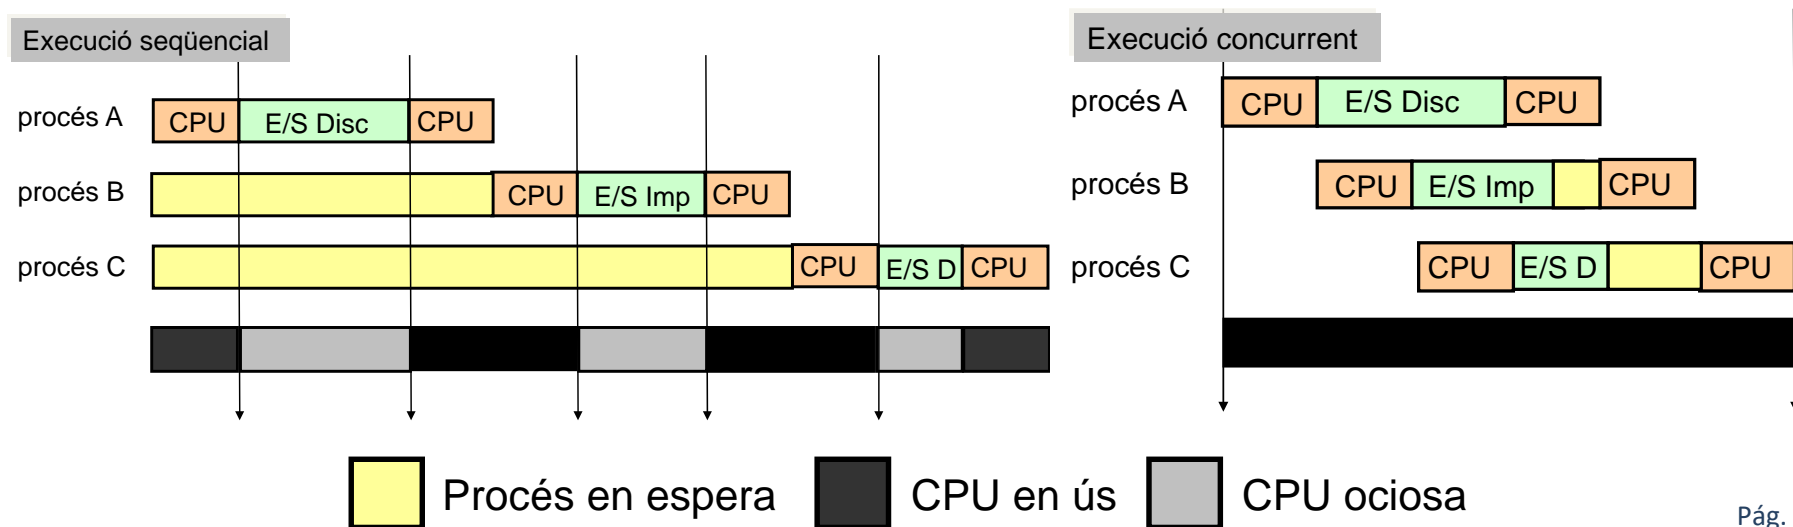 Execució seqüencial
procés A
CPU
E/S Disc
CPU
procés B
CPU
E/S Imp
CPU
procés C
CPU
E/S D
CPU
Execució concurrent
procés A
CPU
E/S Disc
CPU
procés B
CPU
E/S Imp
CPU
procés C
CPU
E/S D
CPU
Procés en espera
CPU en ús
CPU ociosa
Pág.